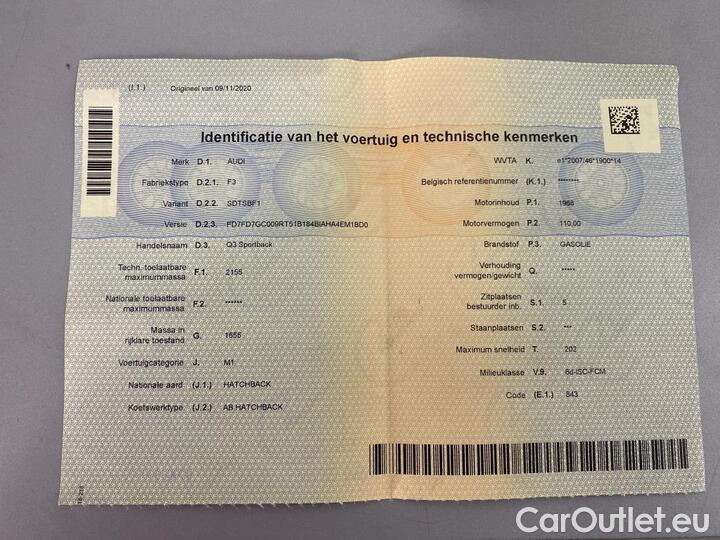 (I.1.) Origineel van 09/11/2020
Identificatie van het voertuig en technische kenmerken
Merk D.1. AUDI
Fabriekstype D.2.1. F3
Variant D.2.2. SDTSBF1
Versie D.2.3. FD7FD7GC009RT51B184BIAHA4EM1BD0
Handelsnaam D.3. Q3 Sportback
Techn. toelaatbare
maximummassa F.1. 2155
Nationale toelaatbare
maximummassa F.2. ******
Massa in
rijklare toestand G. 1655
Voertuigcategorie J. M1
Nationale aard (J.1.) HATCHBACK
Koetswerktype (J.2.) AB HATCHBACK
WVTA K. e1*2007/46*1900*14
Belgisch referentienummer (K.1.) ********
Motorinhoud P.1. 1968
Motorvermogen P.2. 110,00
Brandstof P.3. GASOLIE
Verhouding
vermogen/gewicht Q. *****
Zitplaatsen
bestuurder inb. S.1. 5
Staanplaatsen S.2. ***
Maximum snelheid T. 202
Milieuklasse V.9. 6d-ISC-FCM
Code (E.1.) 843
CarOutlet.eu